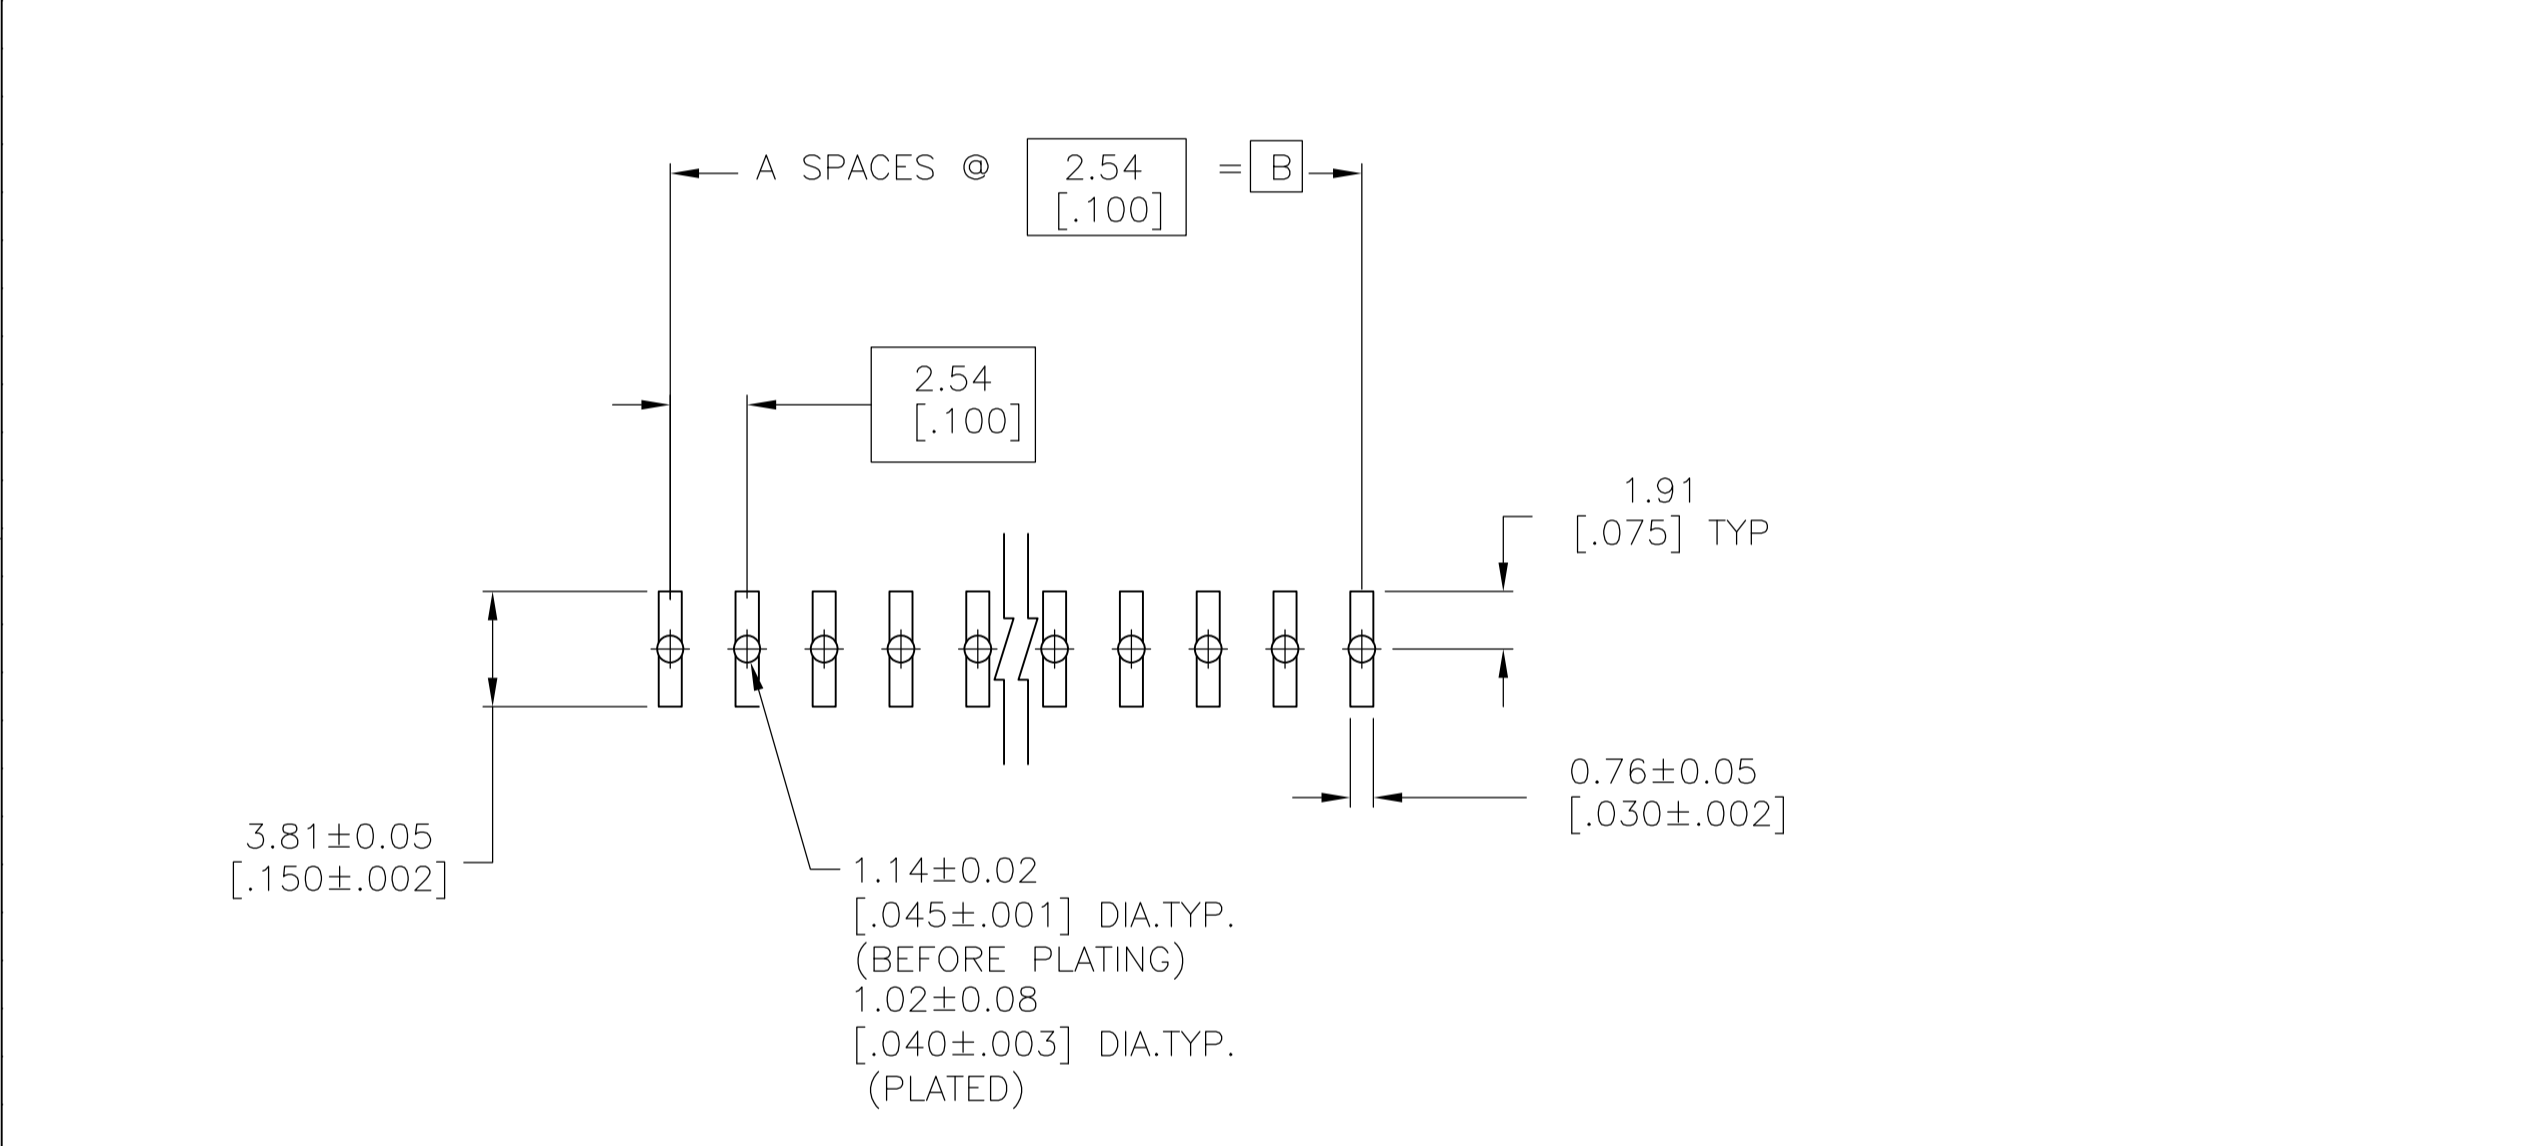 A SPACES @ 2.54 = B
[.100]
2.54
[.100]
1.91
[.075] TYP
0.76±0.05
[.030±.002]
3.81±0.05
[.150±.002]
1.14±0.02
[.045±.001] DIA.TYP.
(BEFORE PLATING)
1.02±0.08
[.040±.003] DIA.TYP.
(PLATED)